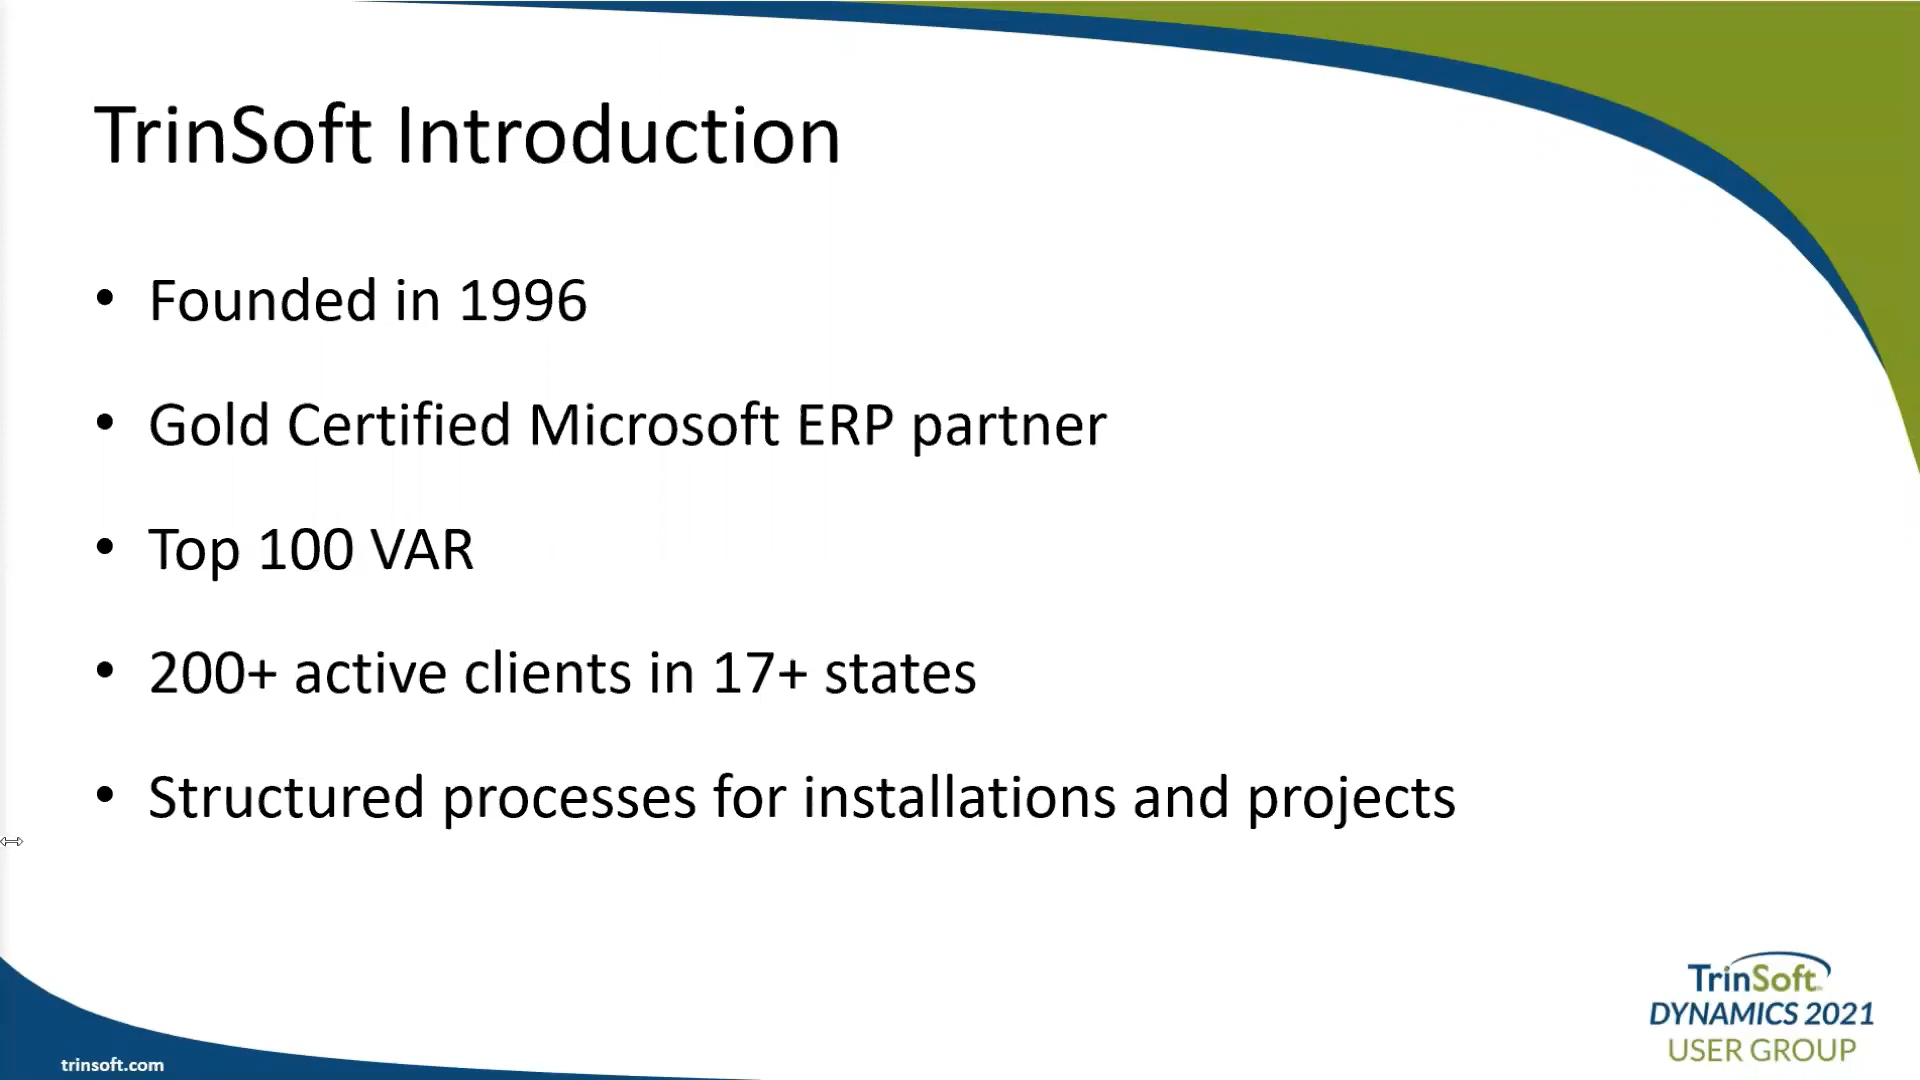 TrinSoft Introduction
• Founded in 1996
• Gold Certified Microsoft ERP partner
• Top 100 VAR
• 200+ active clients in 17+ states
• Structured processes for installations and projects
TrinSoft
DYNAMICS 2021
USER GROUP
trinsoft.com